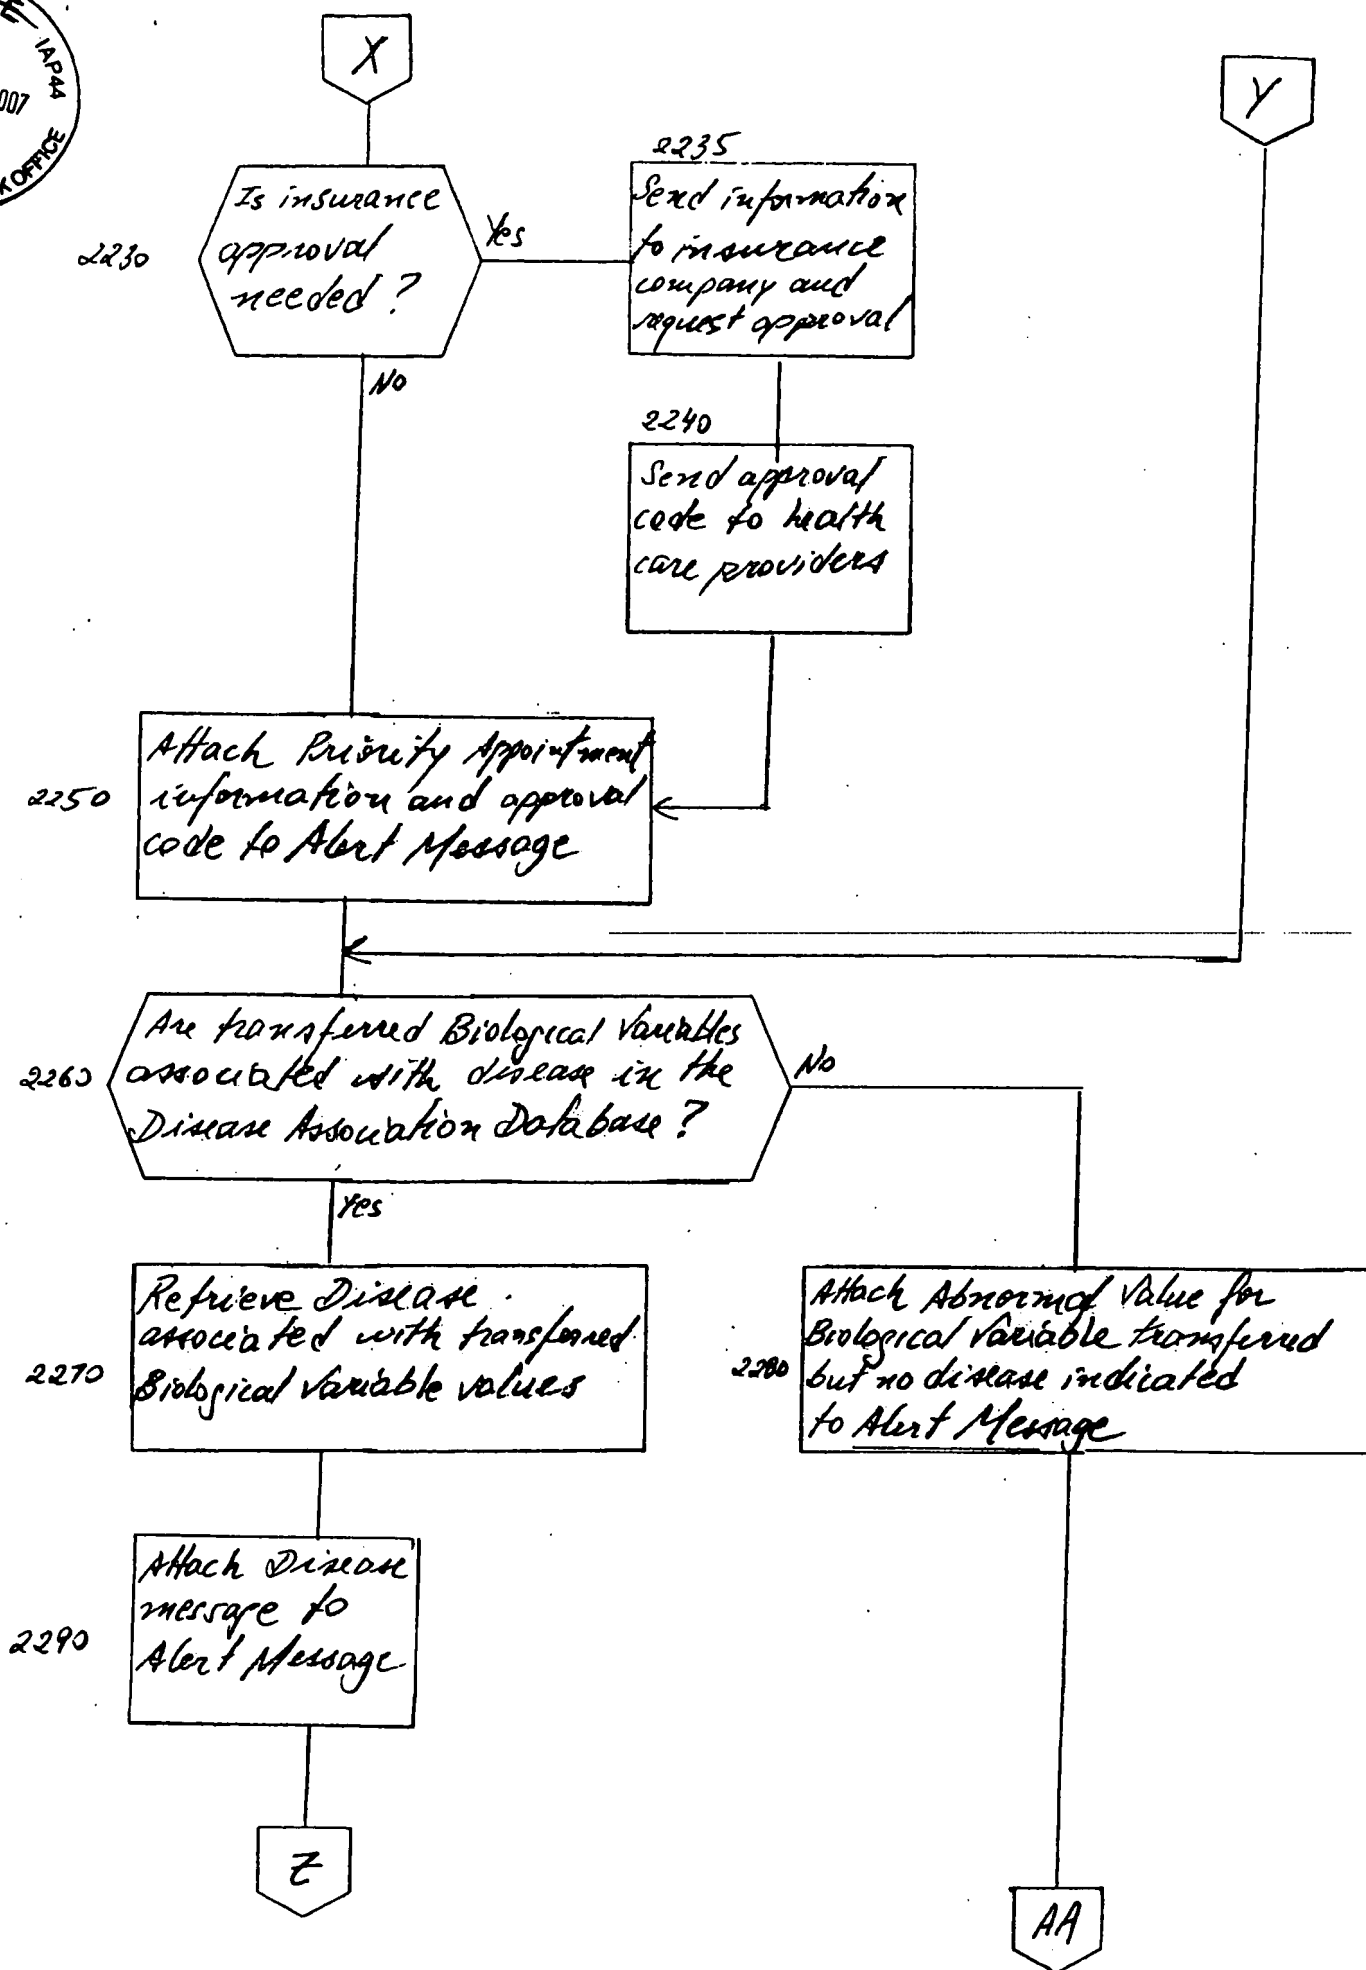 IAP44
007
OFFICE
X
Y
2230
Is insurance
approval
needed?
Yes
No
2235
Send information
to insurance
company and
request approval
2240
Send approval
code to health
care providers
2250
Attach Priority Appointment
information and approval
code to Alert Message
2260
Are transferred Biological Variables
associated with disease in the
Disease Association Database?
No
Yes
2270
Retrieve Disease
associated with transferred
Biological Variable values
2280
Attach Abnormal Value for
Biological Variable transferred
but no disease indicated
to Alert Message
2290
Attach Disease
message to
Alert Message
Z
AA